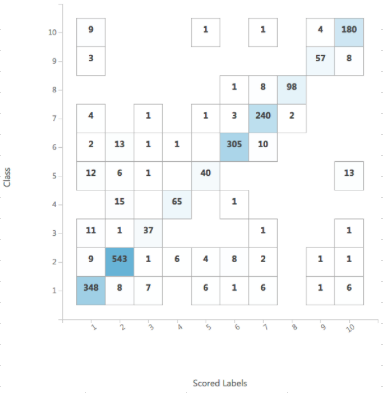 10 9 1 1 4 180
9 3 57 8
8 1 8 98
7 4 1 1 3 240 2
6 2 13 1 1 305 10
5 12 6 1 40 13
4 15 65 1
3 11 1 37 1 1
2 9 543 1 6 4 8 2 1 1
1 348 8 7 6 1 6 1 6
1 2 3 4 5 6 7 8 9 10
Class
Scored Labels